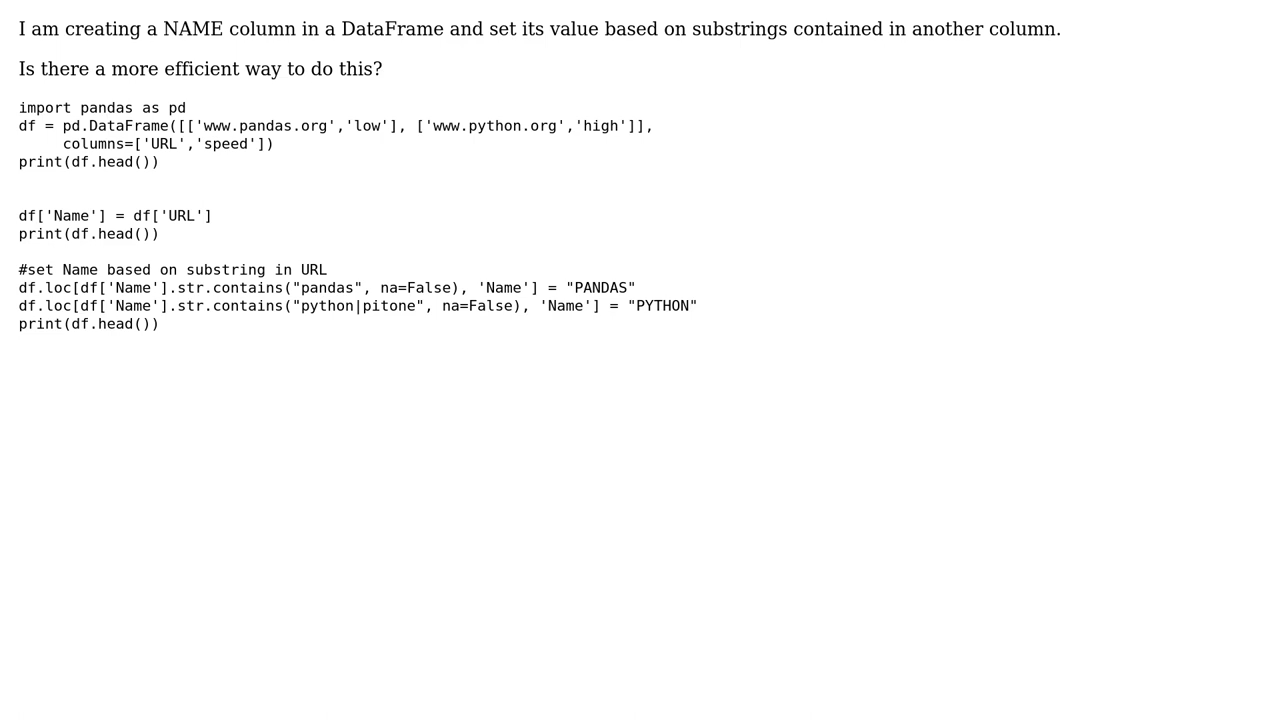 I am creating a NAME column in a DataFrame and set its value based on substrings contained in another column.
Is there a more efficient way to do this?
import pandas as pd
df = pd.DataFrame([['www.pandas.org','low'], ['www.python.org','high']],
     columns=['URL','speed'])
print(df.head())
df['Name'] = df['URL']
print(df.head())
#set Name based on substring in URL
df.loc[df['Name'].str.contains("pandas", na=False), 'Name'] = "PANDAS"
df.loc[df['Name'].str.contains("python|pitone", na=False), 'Name'] = "PYTHON"
print(df.head())